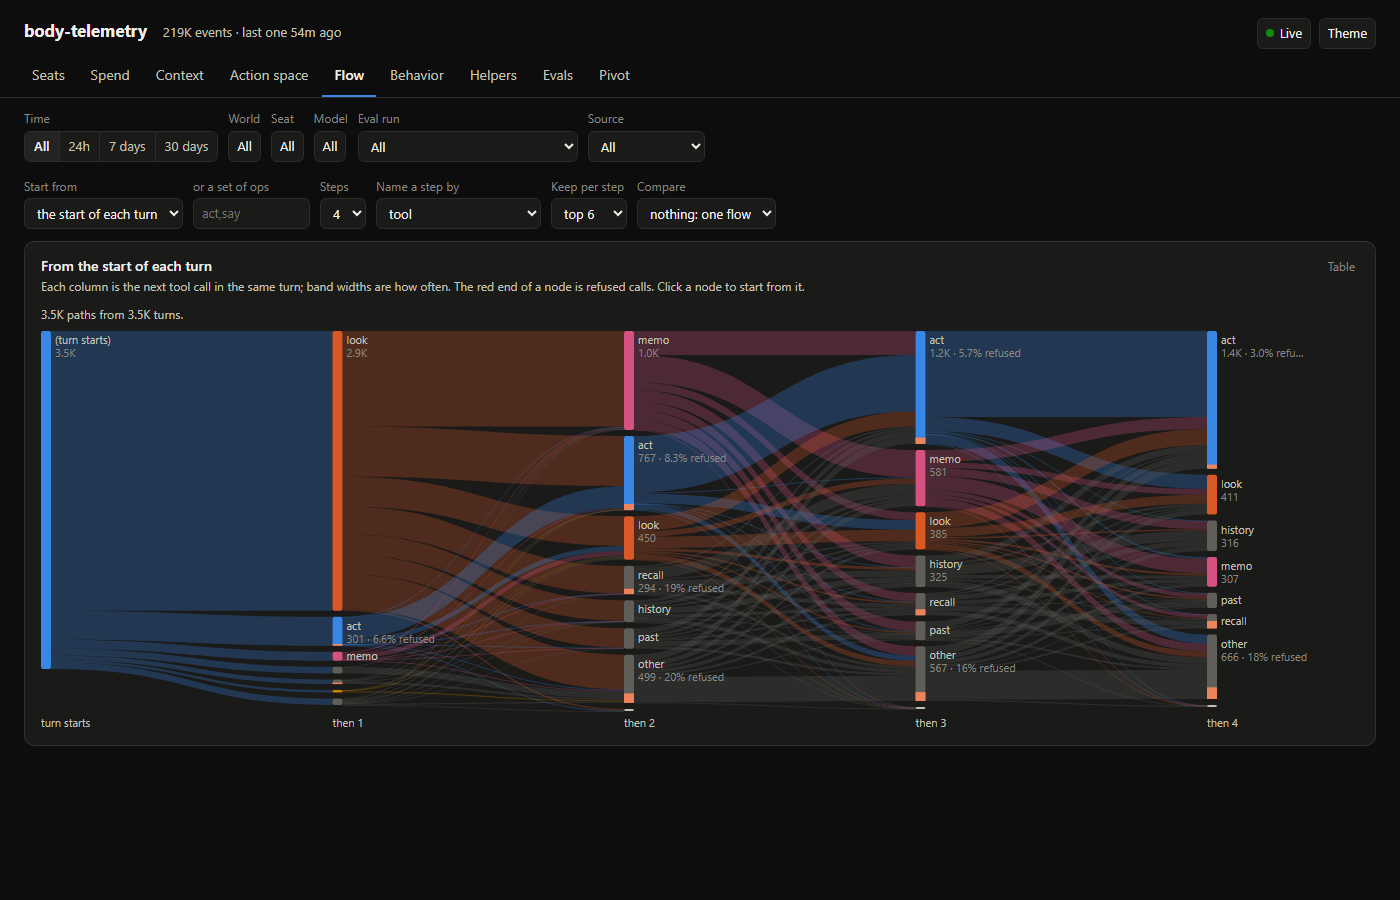 body-telemetry 219K events · last one 54m ago
Live Theme
Seats Spend Context Action space Flow Behavior Helpers Evals Pivot
Time World Seat Model Eval run Source
All 24h 7 days 30 days All All All All All
Start from or a set of ops Steps Name a step by Keep per step Compare
the start of each turn act,say 4 tool top 6 nothing: one flow
From the start of each turn
Table
Each column is the next tool call in the same turn; band widths are how often. The red end of a node is refused calls. Click a node to start from it.
3.5K paths from 3.5K turns.
(turn starts)
3.5K
look
2.9K
act
301 · 6.6% refused
memo
memo
1.0K
act
767 · 8.3% refused
look
450
recall
294 · 19% refused
history
past
other
499 · 20% refused
act
1.2K · 5.7% refused
memo
581
look
385
history
325
recall
past
other
567 · 16% refused
act
1.4K · 3.0% refu...
look
411
history
316
memo
307
past
recall
other
666 · 18% refused
turn starts then 1 then 2 then 3 then 4